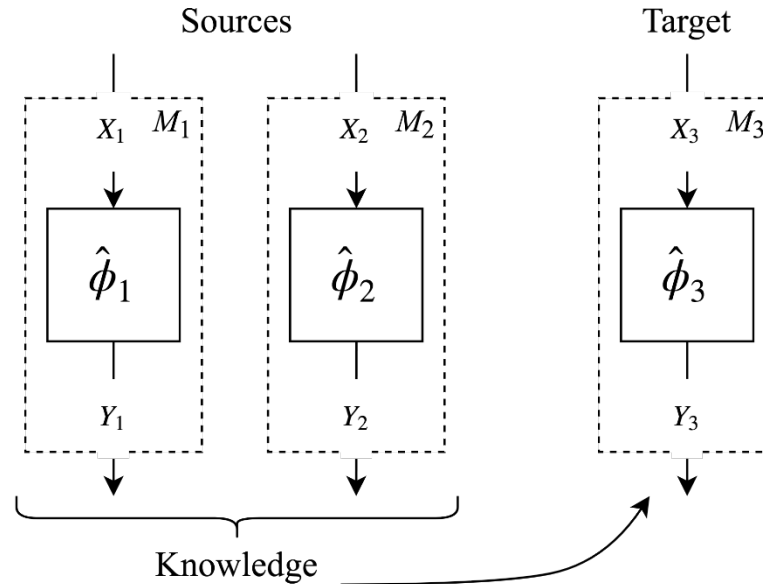 Sources Target
X₁ M₁ X₂ M₂ X₃ M₃
ϕ̂₁ ϕ̂₂ ϕ̂₃
Y₁ Y₂ Y₃
Knowledge